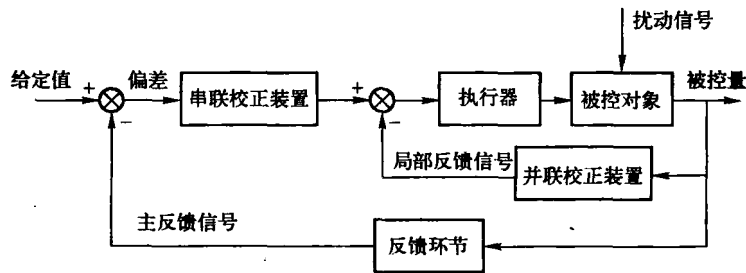 扰动信号
给定值
+
偏差
串联校正装置
+
执行器
被控对象
被控量
−
−
局部反馈信号
并联校正装置
主反馈信号
反馈环节